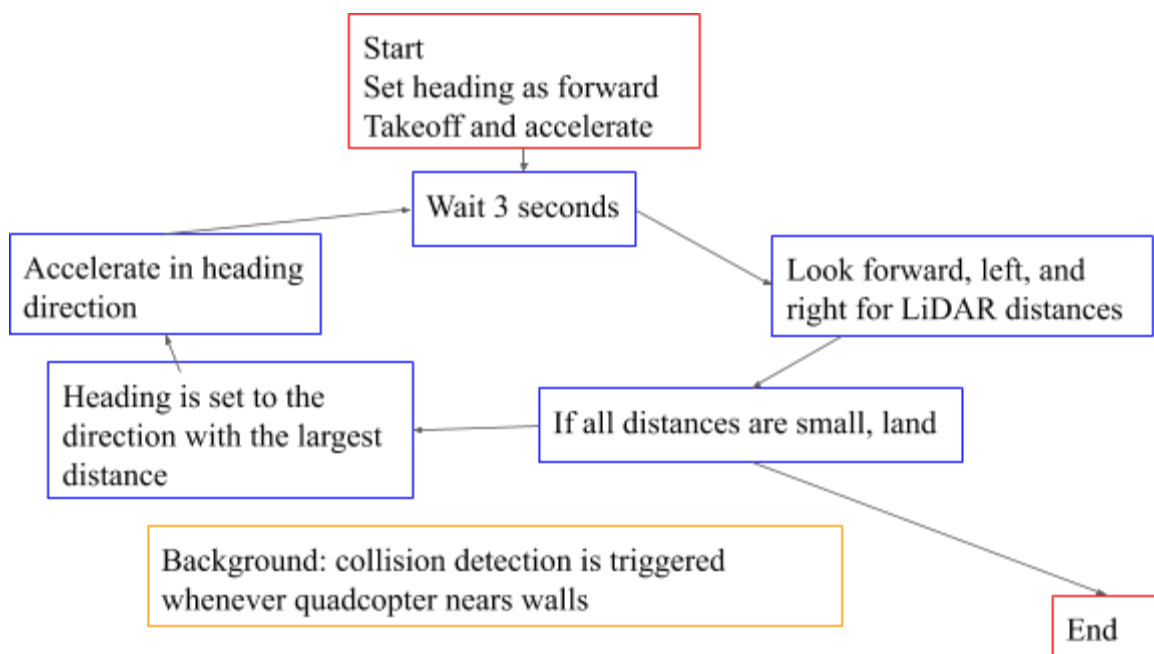 Start
Set heading as forward
Takeoff and accelerate
Wait 3 seconds
Look forward, left, and
right for LiDAR distances
If all distances are small, land
Heading is set to the
direction with the largest
distance
Accelerate in heading
direction
Background: collision detection is triggered
whenever quadcopter nears walls
End